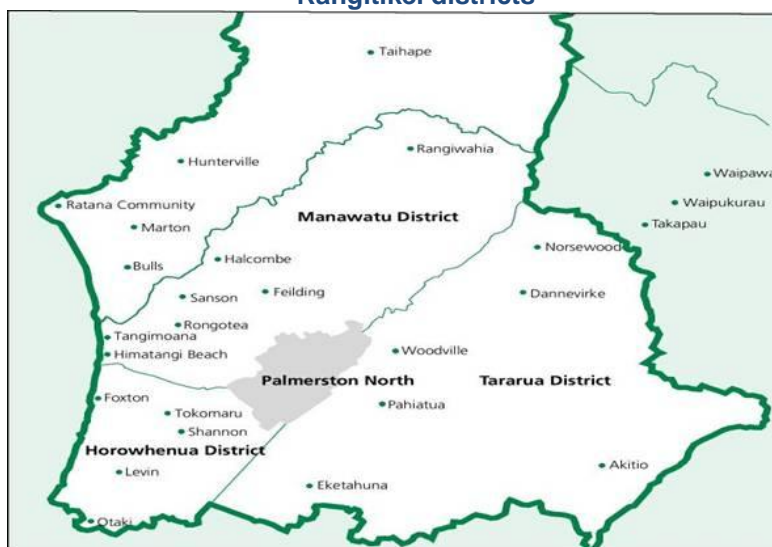 Rangitikei districts
Taihape
Rangiwahia
Hunterville
Waipawa
Ratana Community
Waipukurau
Manawatu District
Marton
Takapau
Norsewood
Halcombe
Bulls
Feilding
Dannevirke
Sanson
Rongotea
Tangimoana
Himatangi Beach
Woodville
Palmerston North
Tararua District
Foxton
Pahiatua
Tokomaru
Shannon
Horowhenua District
Levin
Akitio
Eketahuna
Otaki